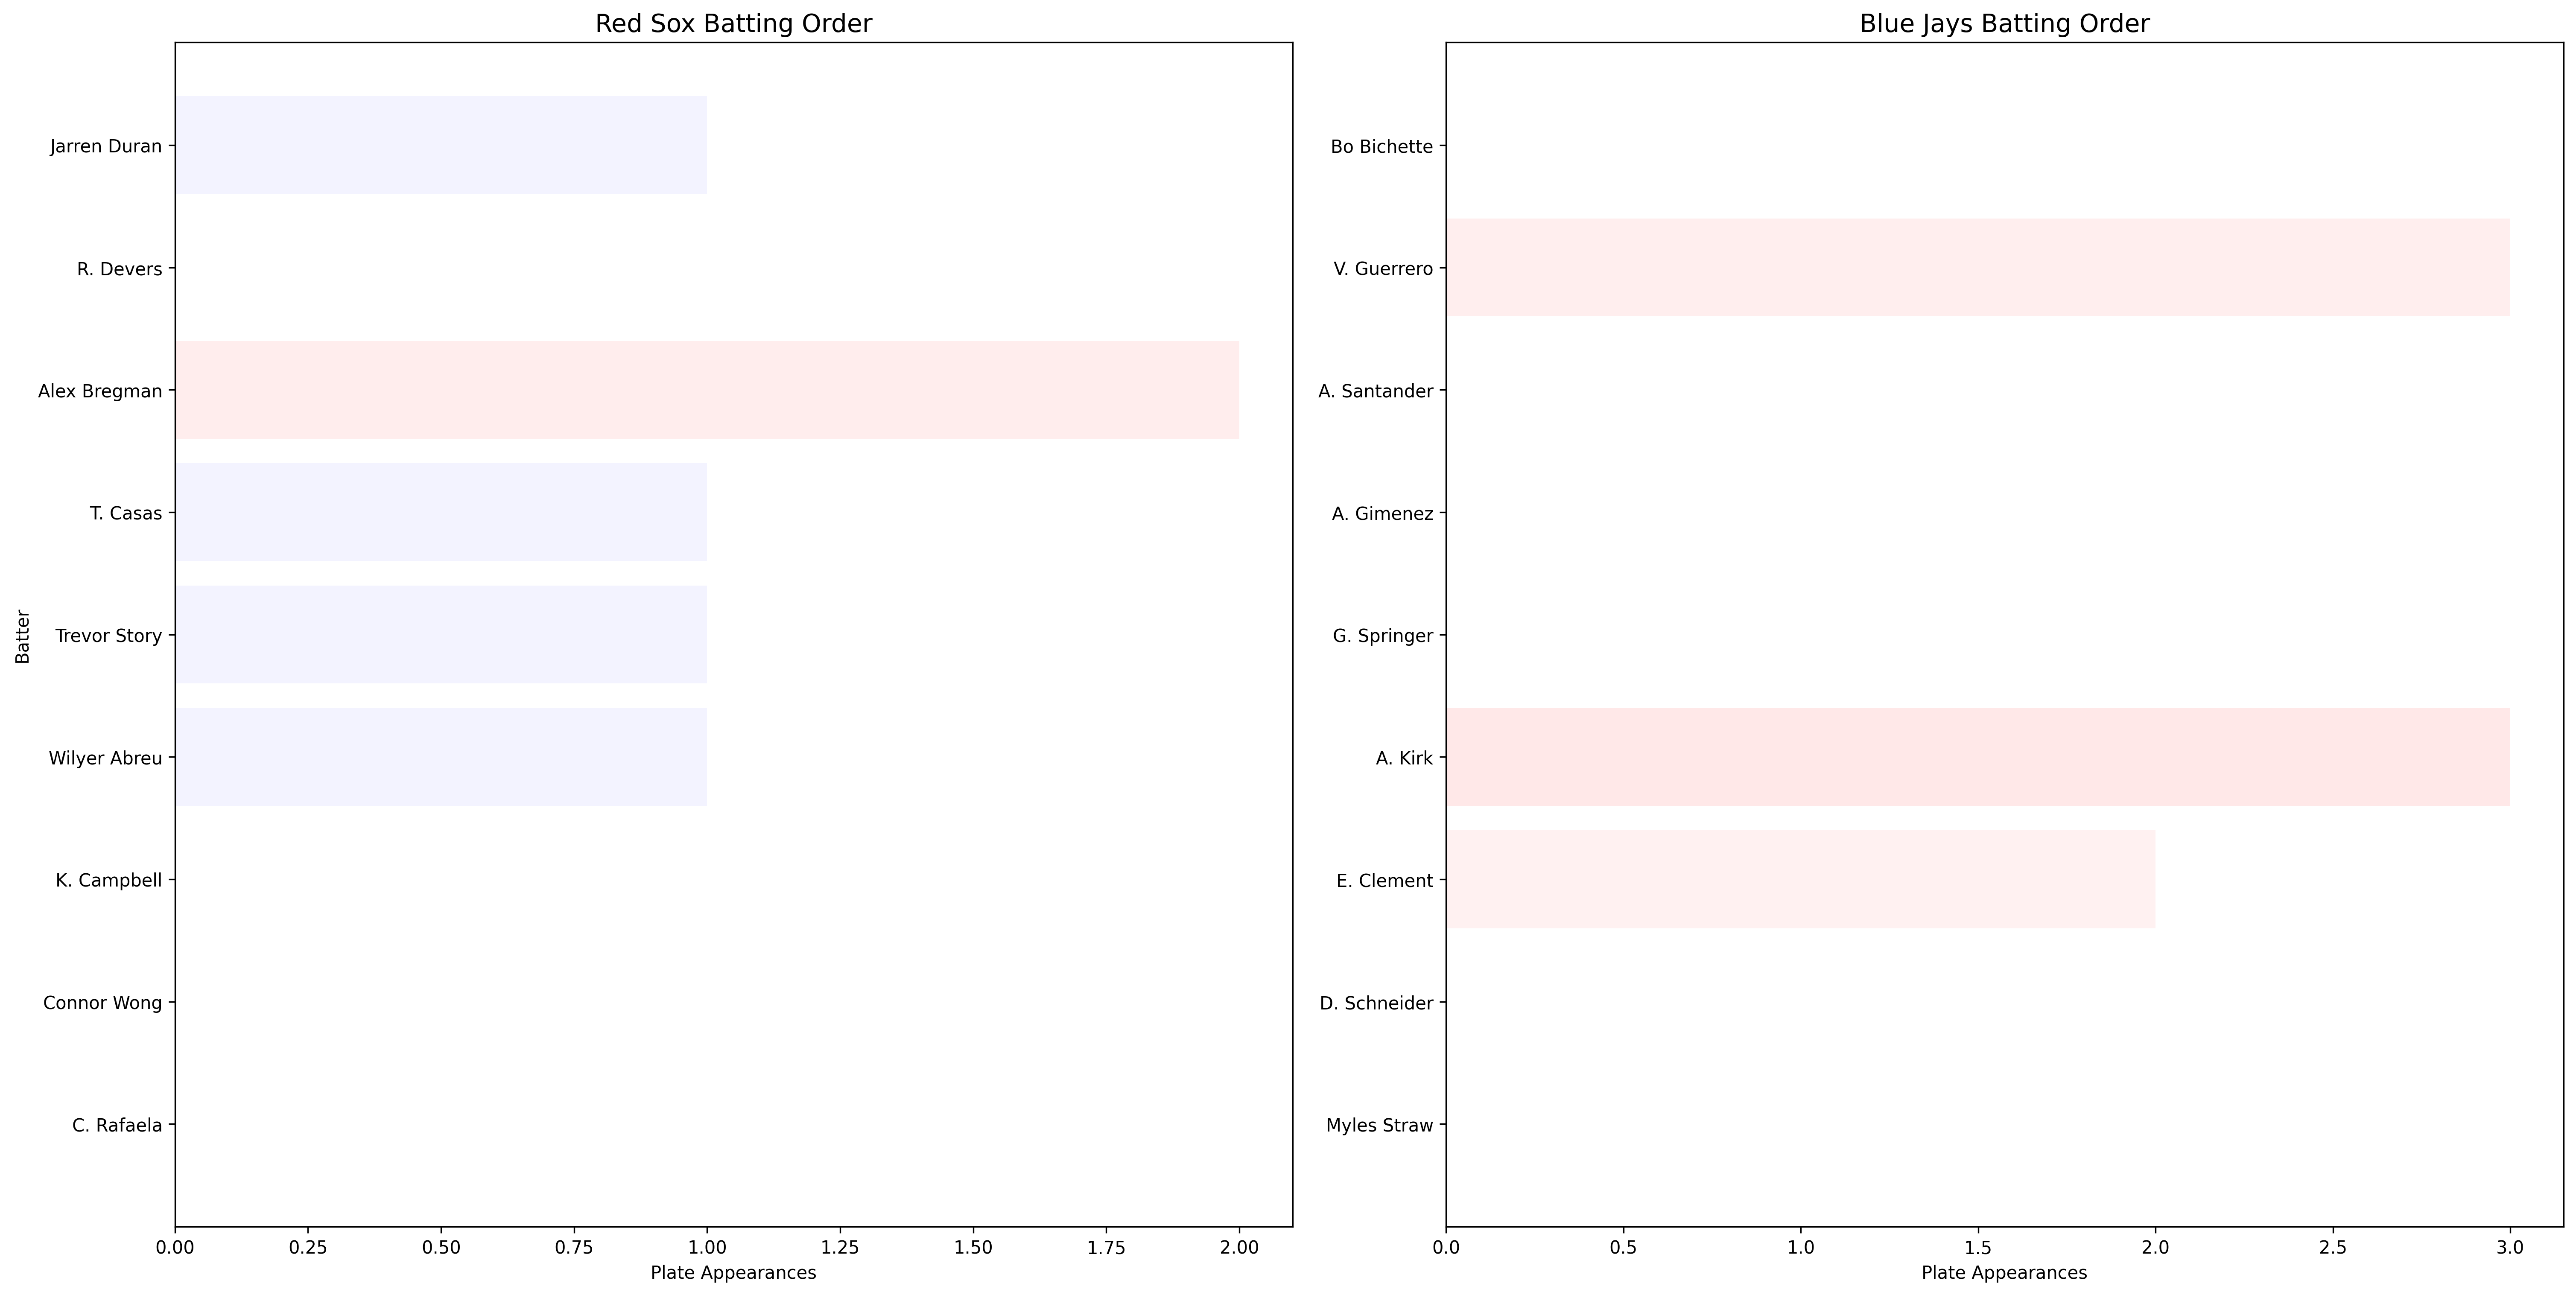 Red Sox Batting Order
Batter
Jarren Duran
R. Devers
Alex Bregman
T. Casas
Trevor Story
Wilyer Abreu
K. Campbell
Connor Wong
C. Rafaela
0.00 0.25 0.50 0.75 1.00 1.25 1.50 1.75 2.00
Plate Appearances
Blue Jays Batting Order
Bo Bichette
V. Guerrero
A. Santander
A. Gimenez
G. Springer
A. Kirk
E. Clement
D. Schneider
Myles Straw
0.0 0.5 1.0 1.5 2.0 2.5 3.0
Plate Appearances